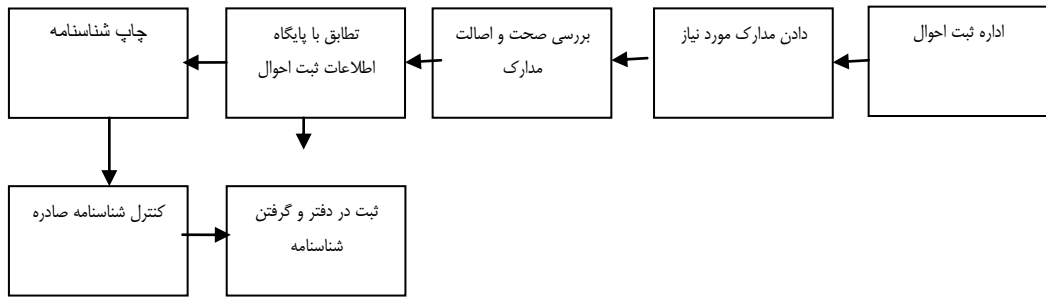 اداره ثبت احوال
دادن مدارک مورد نیاز
بررسی صحت و اصالت
مدارک
تطابق با پایگاه
اطلاعات ثبت احوال
چاپ شناسنامه
کنترل شناسنامه صادره
ثبت در دفتر و گرفتن
شناسنامه